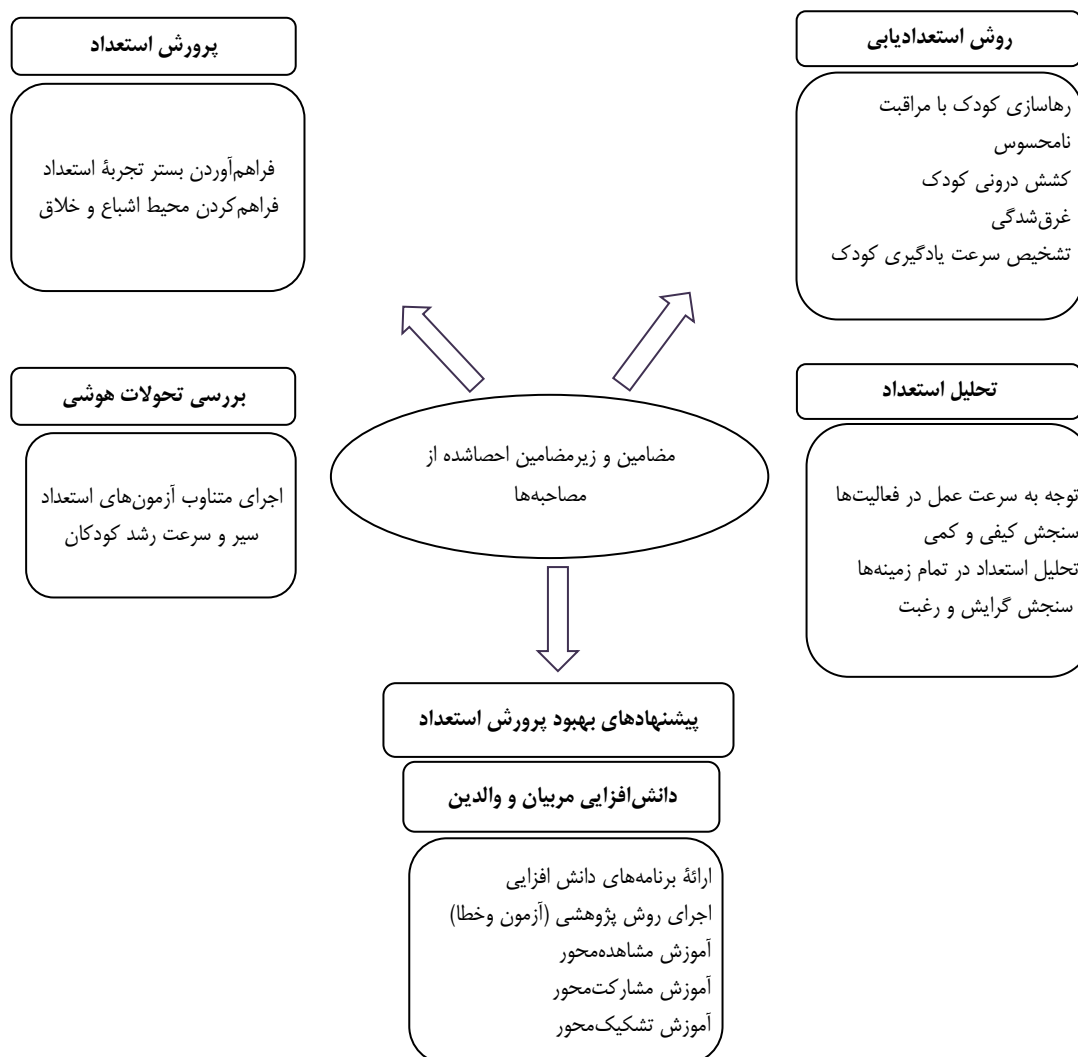 روش استعدادیابی
رهاسازی کودک با مراقبت
نامحسوس
کشش درونی کودک
غرق‌شدگی
تشخیص سرعت یادگیری کودک
پرورش استعداد
فراهم‌آوردن بستر تجربهٔ استعداد
فراهم‌کردن محیط اشباع و خلاق
تحلیل استعداد
توجه به سرعت عمل در فعالیت‌ها
سنجش کیفی و کمی
تحلیل استعداد در تمام زمینه‌ها
سنجش گرایش و رغبت
مضامین و زیرمضامین احصاشده از
مصاحبه‌ها
بررسی تحولات هوشی
اجرای متناوب آزمون‌های استعداد
سیر و سرعت رشد کودکان
پیشنهادهای بهبود پرورش استعداد
دانش‌افزایی مربیان و والدین
ارائهٔ برنامه‌های دانش افزایی
اجرای روش پژوهشی (آزمون وخطا)
آموزش مشاهده‌محور
آموزش مشارکت‌محور
آموزش تشکیک‌محور